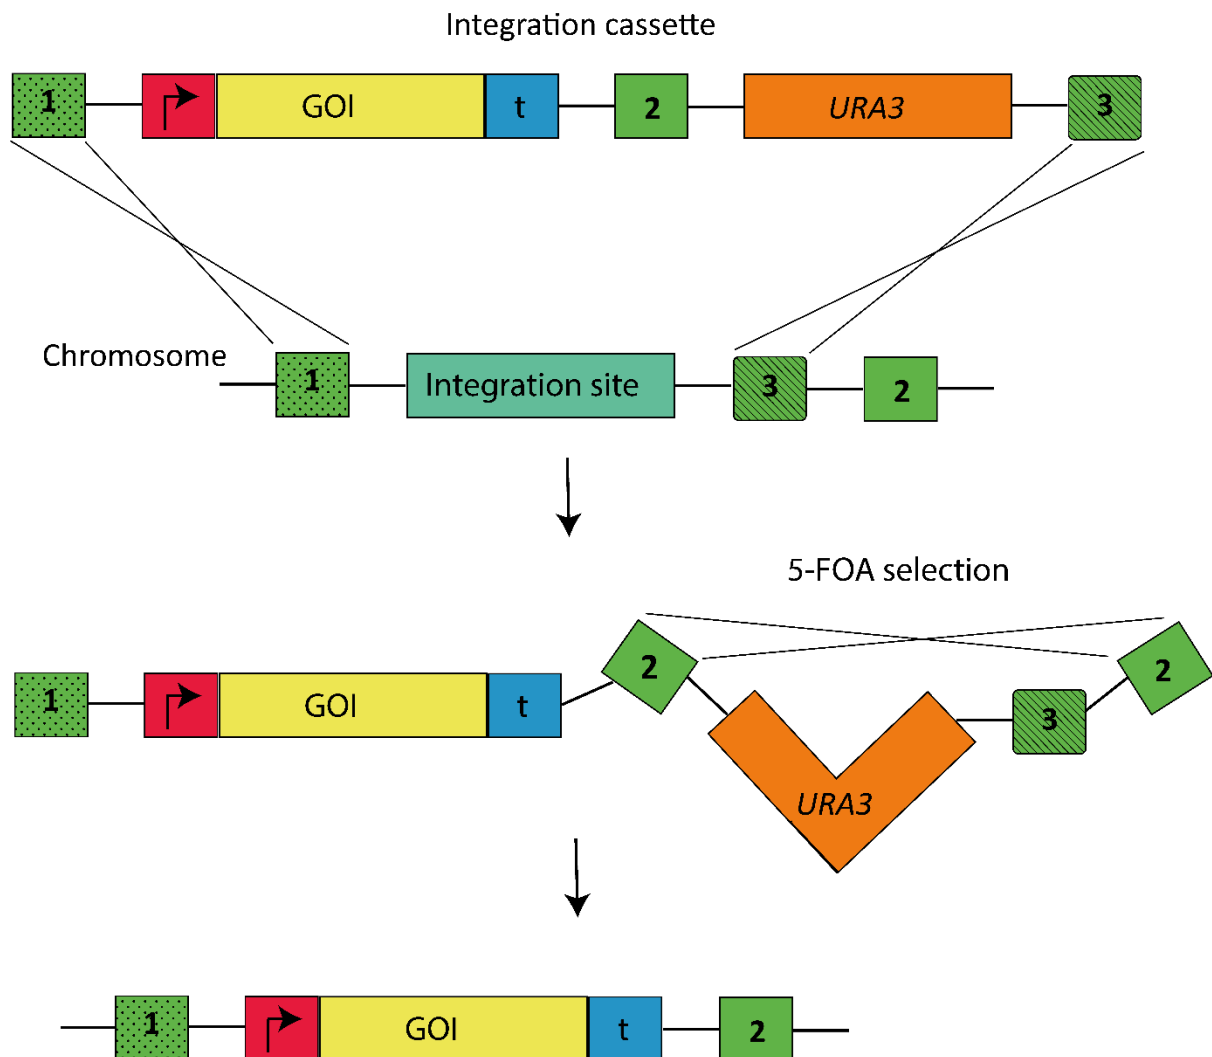 Integration cassette
1 GOI t 2 URA3 3
Chromosome
1 Integration site 3 2
5-FOA selection
1 GOI t 2 URA3 3 2
1 GOI t 2